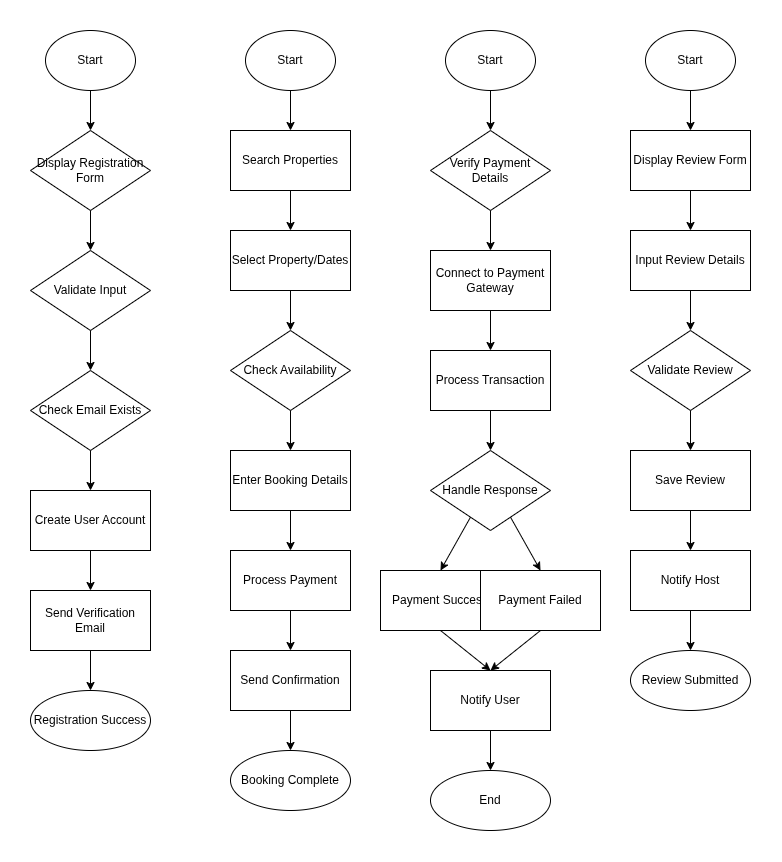 Start
Display Registration
Form
Validate Input
Check Email Exists
Create User Account
Send Verification
Email
Registration Success
Start
Search Properties
Select Property/Dates
Check Availability
Enter Booking Details
Process Payment
Send Confirmation
Booking Complete
Start
Verify Payment
Details
Connect to Payment
Gateway
Process Transaction
Handle Response
Payment Succes
Payment Failed
Notify User
End
Start
Display Review Form
Input Review Details
Validate Review
Save Review
Notify Host
Review Submitted